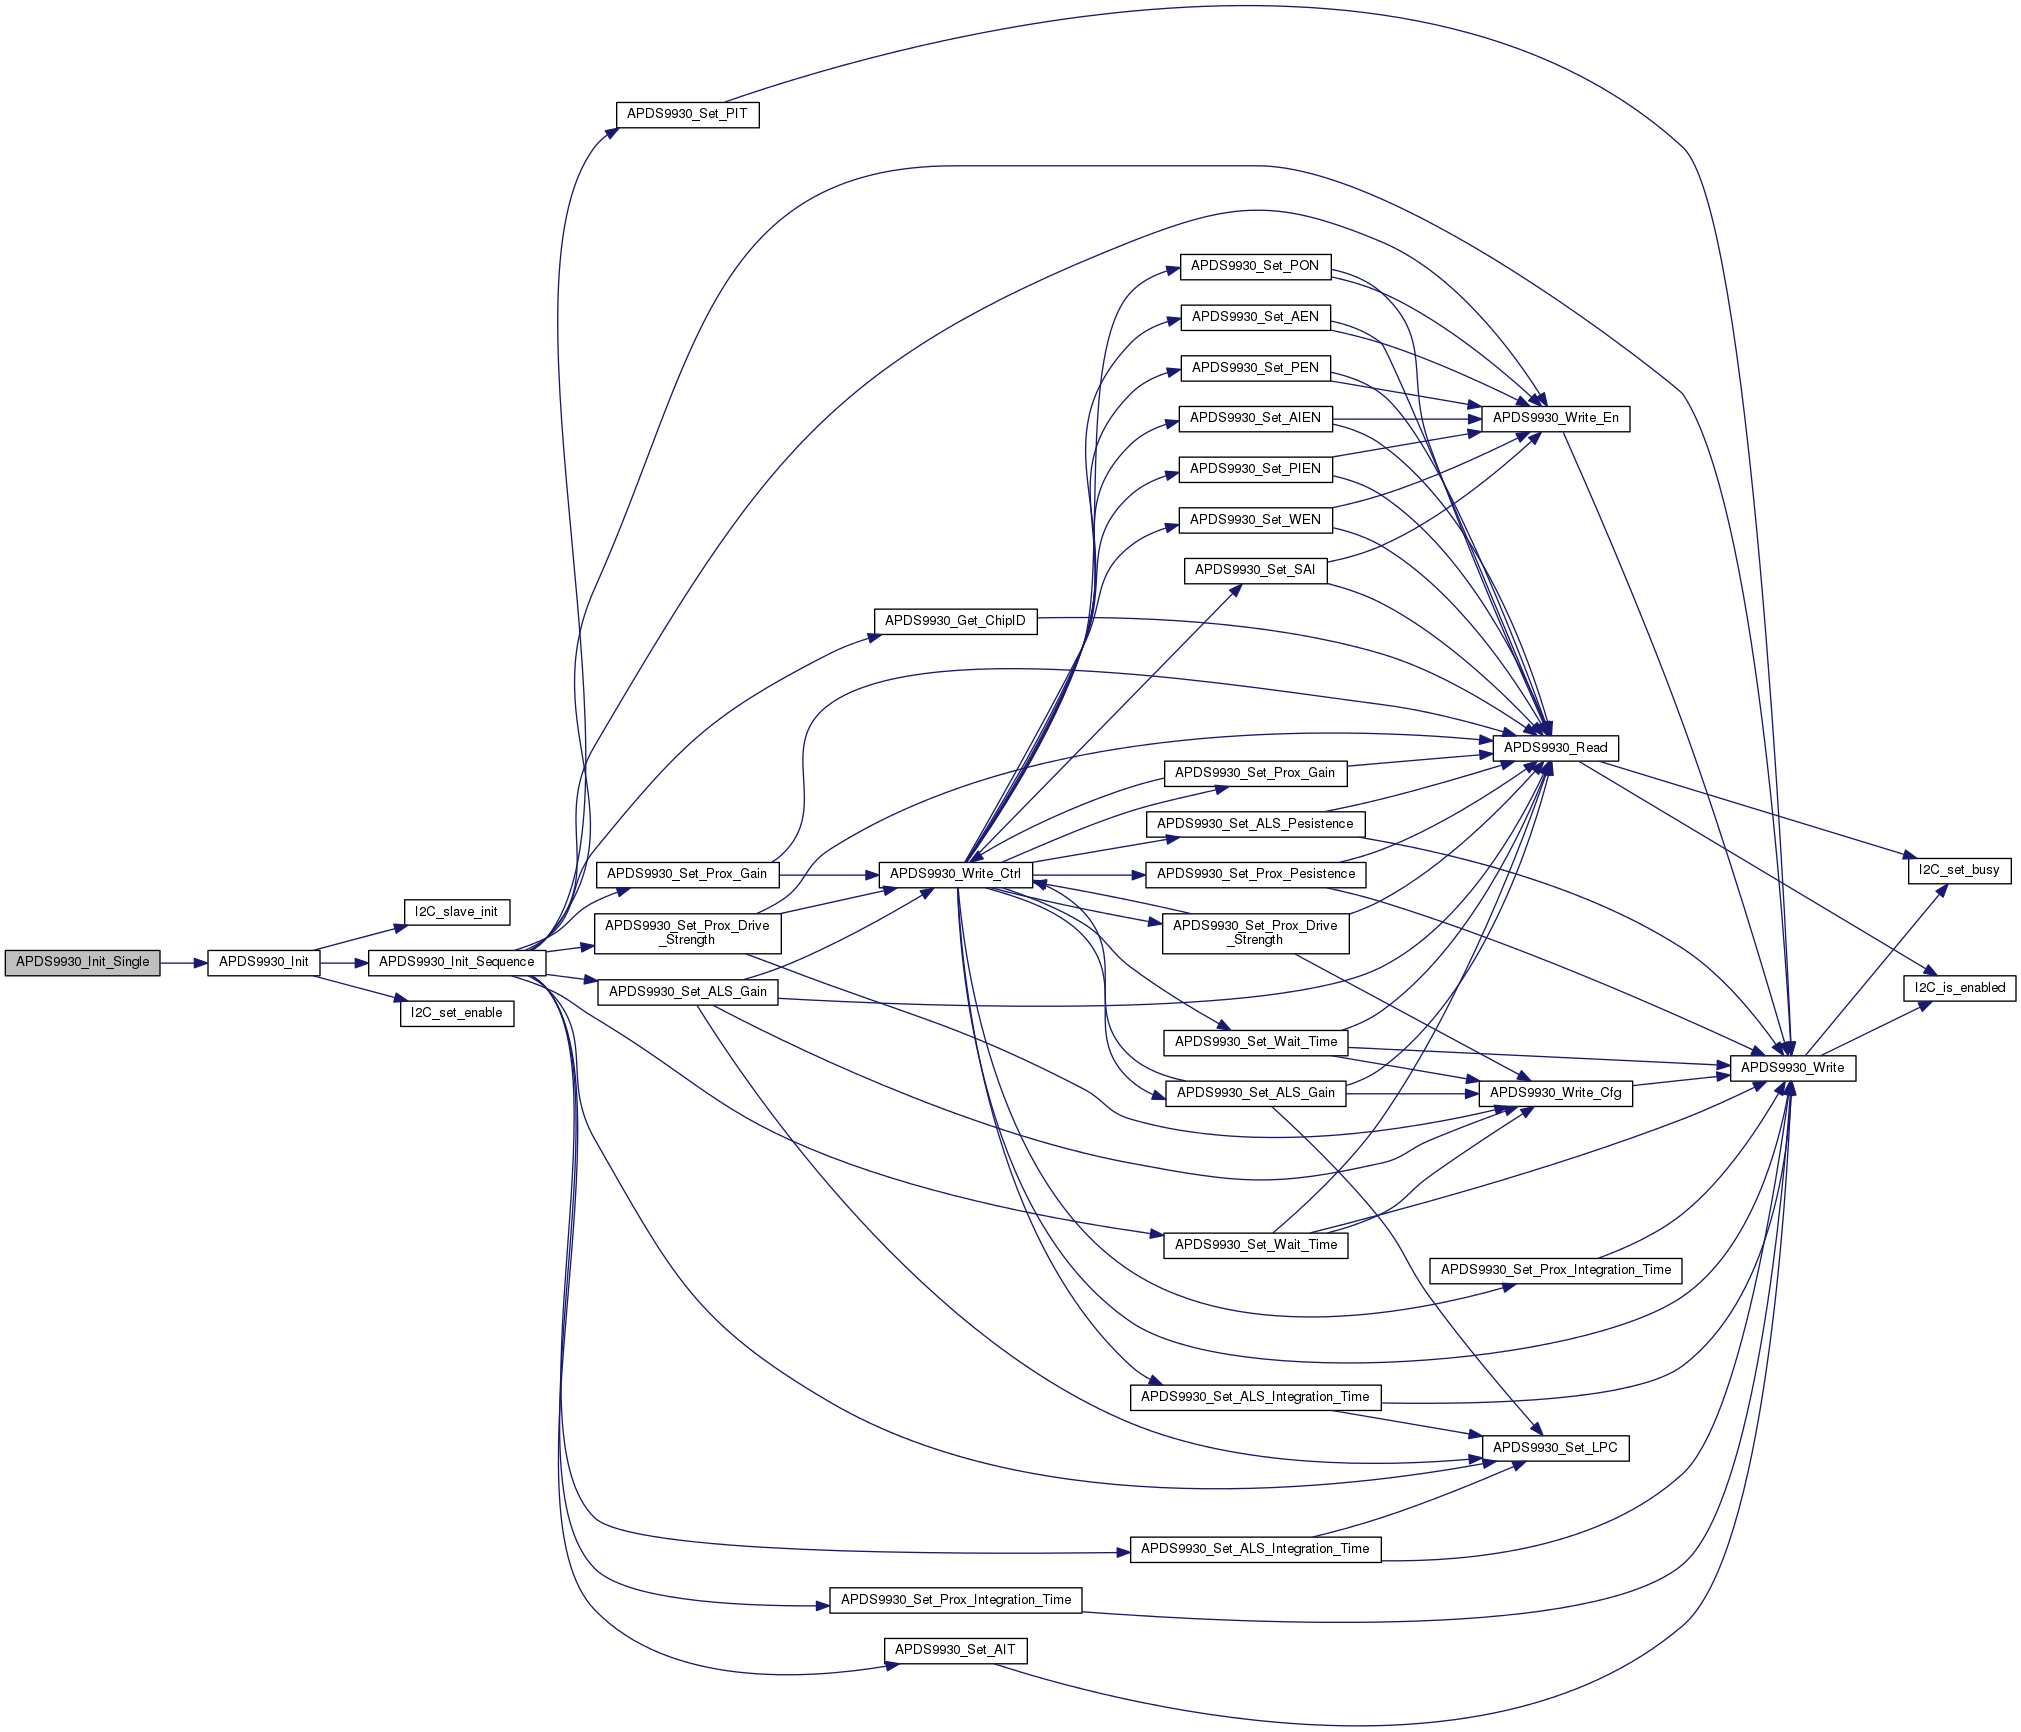 APDS9930_Set_PIT
APDS9930_Set_PON
APDS9930_Set_AEN
APDS9930_Set_PEN
APDS9930_Set_AIEN
APDS9930_Write_En
APDS9930_Set_PIEN
APDS9930_Set_WEN
APDS9930_Set_SAI
APDS9930_Get_ChipID
APDS9930_Read
APDS9930_Set_Prox_Gain
APDS9930_Set_ALS_Pesistence
APDS9930_Set_Prox_Gain
APDS9930_Write_Ctrl
APDS9930_Set_Prox_Pesistence
I2C_set_busy
I2C_slave_init
APDS9930_Set_Prox_Drive
_Strength
APDS9930_Set_Prox_Drive
_Strength
APDS9930_Init_Single
APDS9930_Init
APDS9930_Init_Sequence
APDS9930_Set_ALS_Gain
I2C_is_enabled
I2C_set_enable
APDS9930_Set_Wait_Time
APDS9930_Write
APDS9930_Set_ALS_Gain
APDS9930_Write_Cfg
APDS9930_Set_Wait_Time
APDS9930_Set_Prox_Integration_Time
APDS9930_Set_ALS_Integration_Time
APDS9930_Set_LPC
APDS9930_Set_ALS_Integration_Time
APDS9930_Set_Prox_Integration_Time
APDS9930_Set_AIT